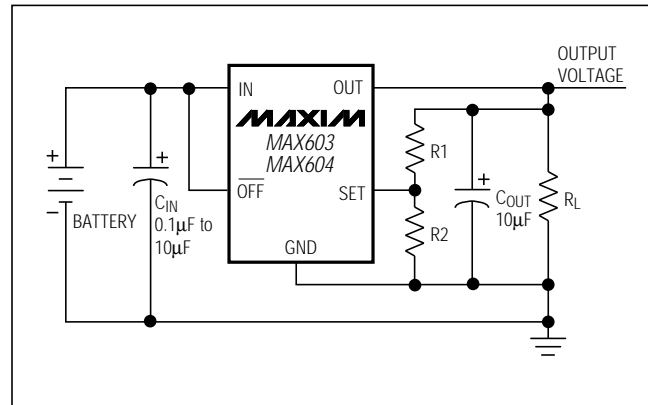 OUTPUT
VOLTAGE
IN
OUT
MAXIM
MAX603
MAX604
OFF
SET
GND
+
−
BATTERY
+
CIN
0.1µF to
10µF
R1
R2
+
COUT
10µF
RL